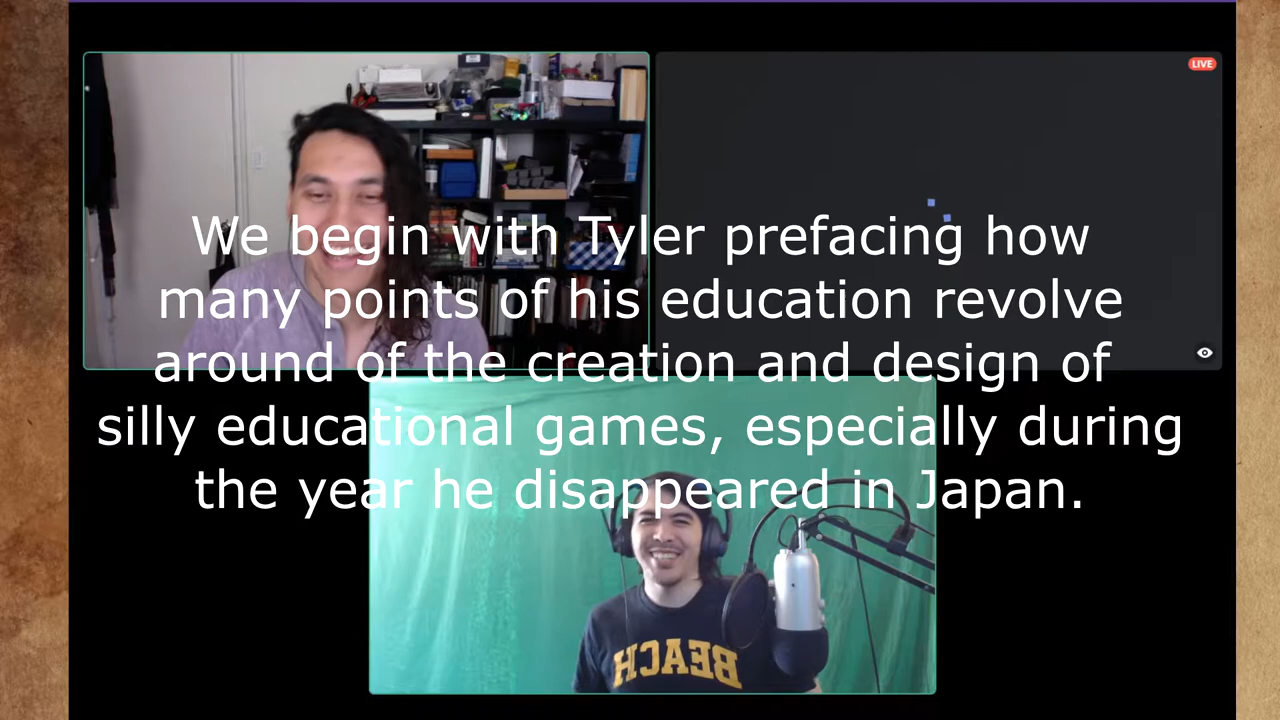 LIVE
We begin with Tyler prefacing how
many points of his education revolve
around of the creation and design of
silly educational games, especially during
the year he disappeared in Japan.
BEACH